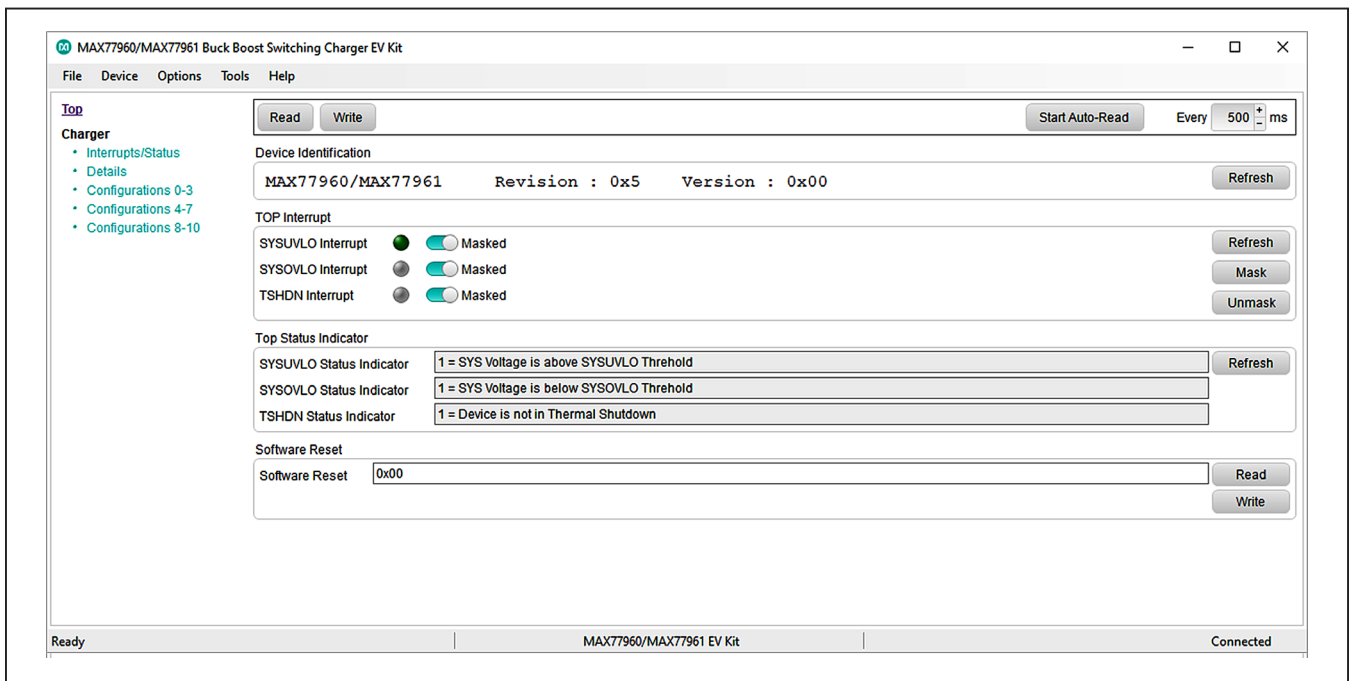 MAX77960/MAX77961 Buck Boost Switching Charger EV Kit
File Device Options Tools Help
Top
Charger
• Interrupts/Status
• Details
• Configurations 0-3
• Configurations 4-7
• Configurations 8-10
Read Write Start Auto-Read Every 500 + - ms
Device Identification
MAX77960/MAX77961 Revision : 0x5 Version : 0x00 Refresh
TOP Interrupt
SYSUVLO Interrupt Masked Refresh
SYSOVLO Interrupt Masked Mask
TSHDN Interrupt Masked Unmask
Top Status Indicator
SYSUVLO Status Indicator 1 = SYS Voltage is above SYSUVLO Threhold Refresh
SYSOVLO Status Indicator 1 = SYS Voltage is below SYSOVLO Threhold
TSHDN Status Indicator 1 = Device is not in Thermal Shutdown
Software Reset
Software Reset 0x00 Read
Write
Ready MAX77960/MAX77961 EV Kit Connected